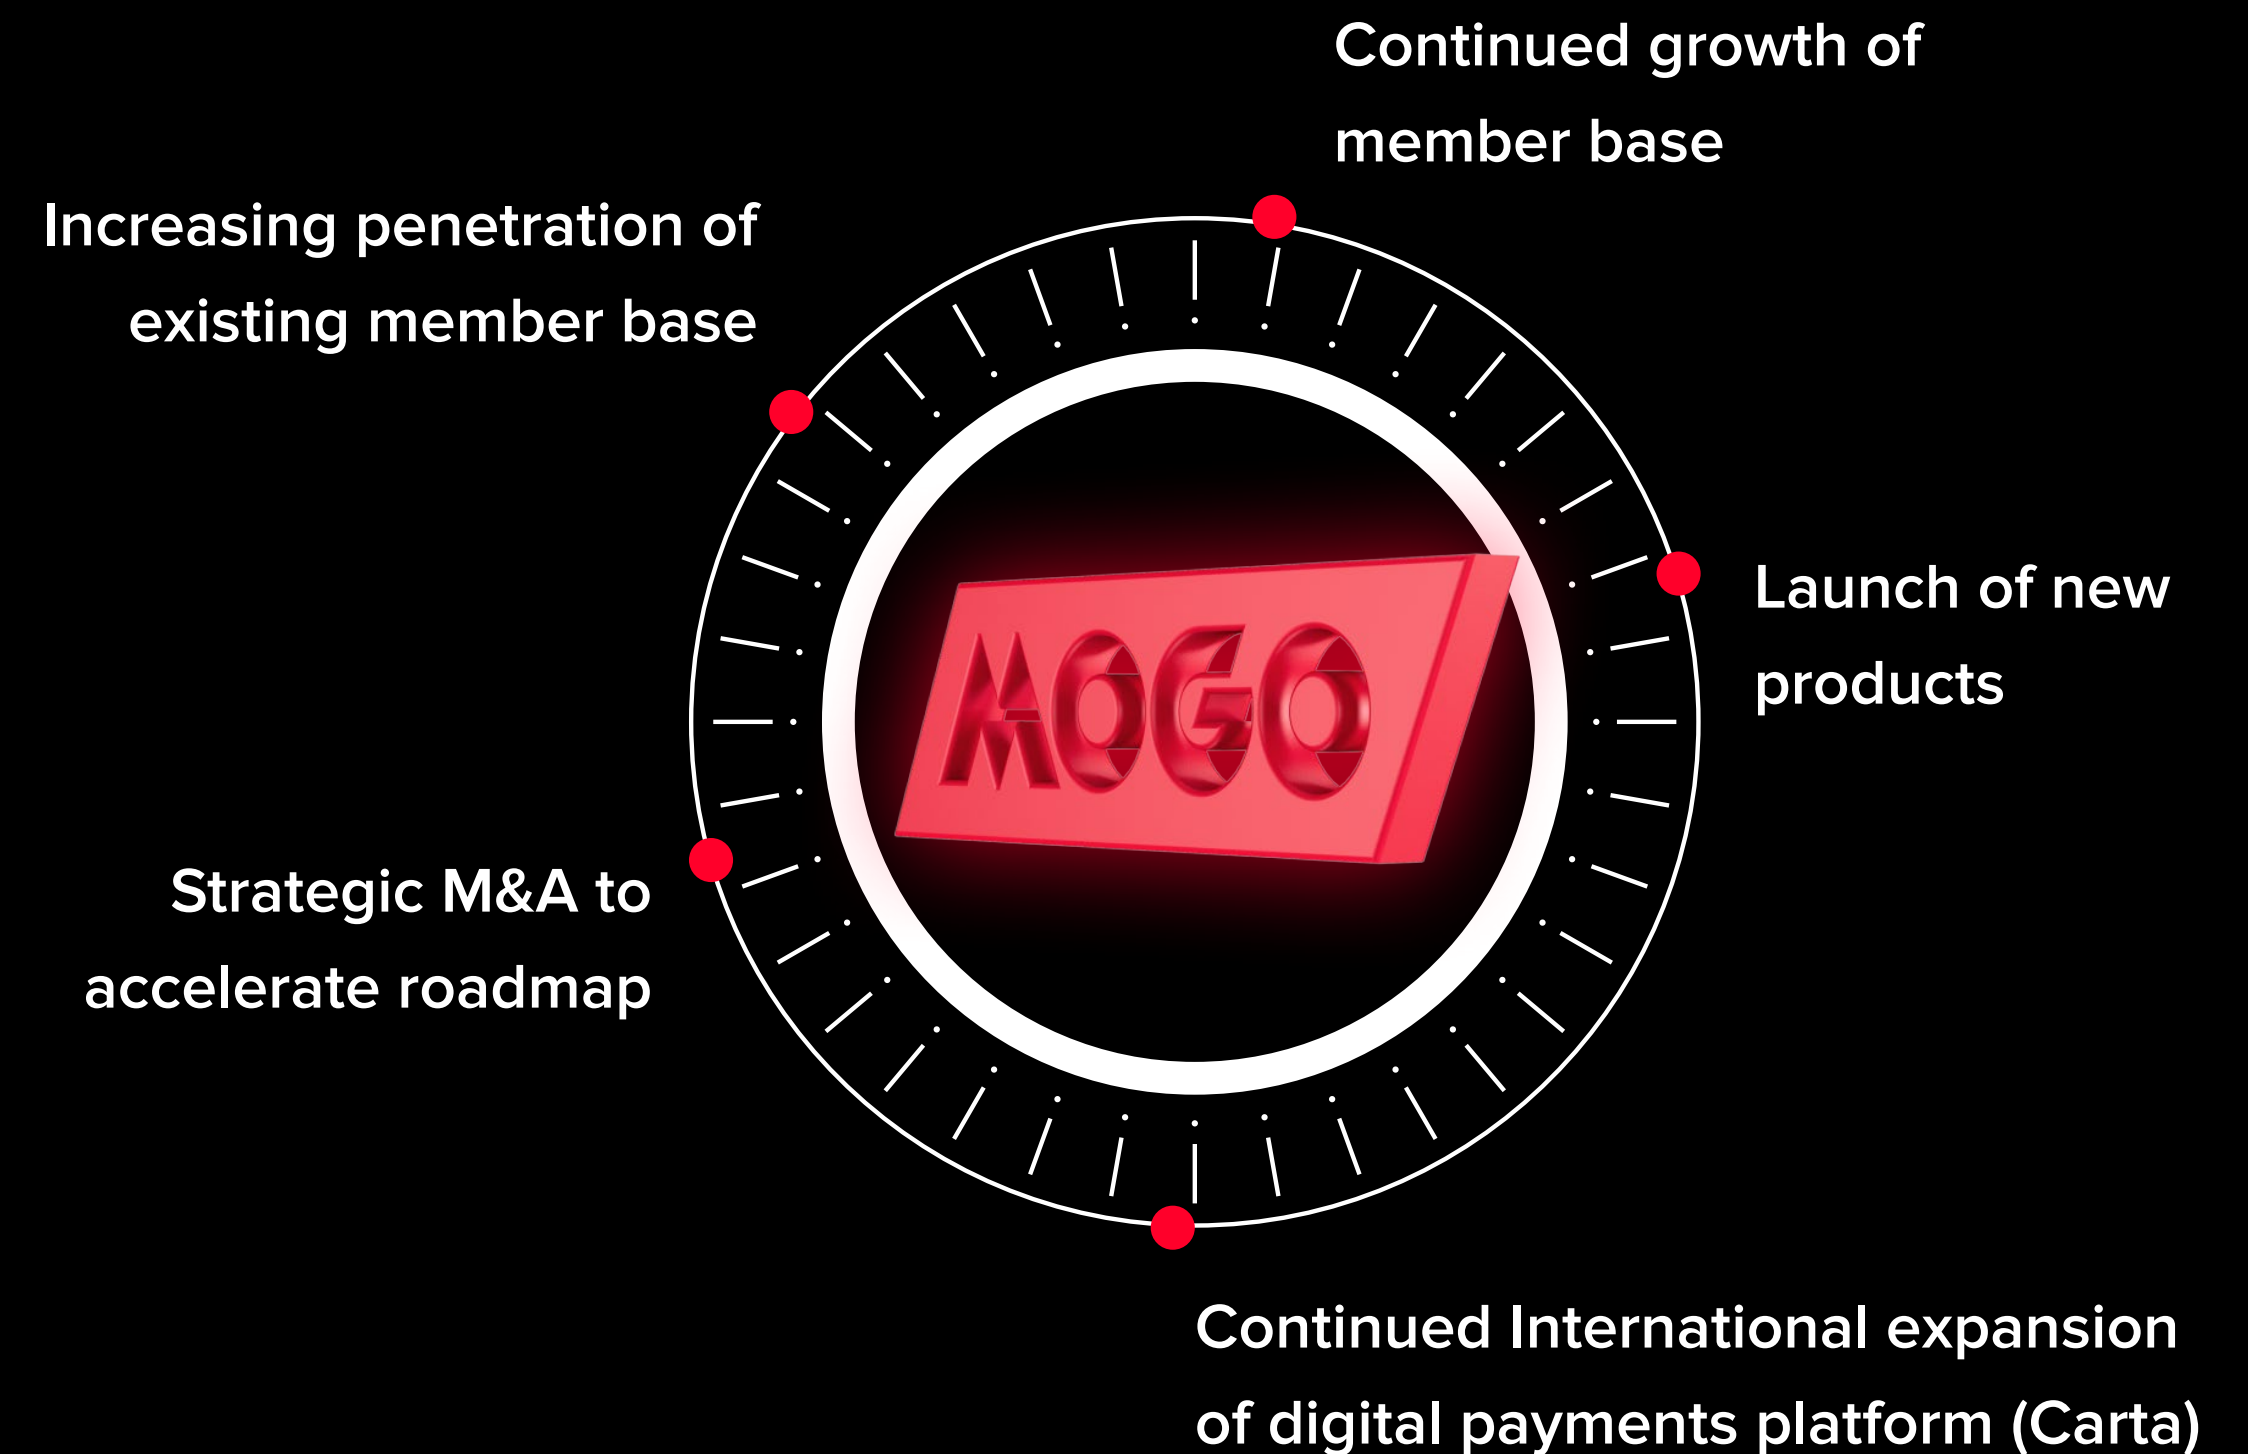 Continued growth of
member base
Increasing penetration of
existing member base
Launch of new
products
MOGO
Strategic M&A to
accelerate roadmap
Continued International expansion
of digital payments platform (Carta)